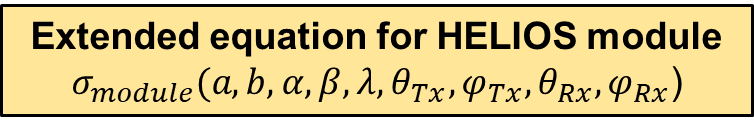 Extended equation for HELIOS module
σ_module(a, b, α, β, λ, θ_Tx, φ_Tx, θ_Rx, φ_Rx)